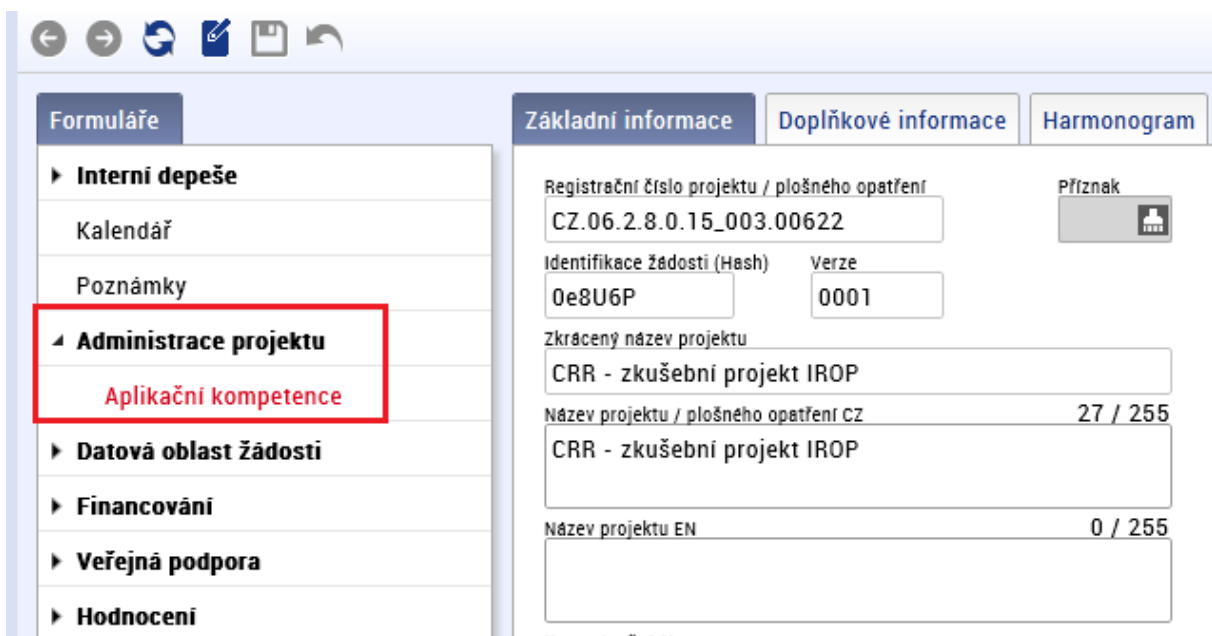 Formuláře
Interní depeše
Kalendář
Poznámky
Administrace projektu
Aplikační kompetence
Datová oblast žádosti
Financování
Veřejná podpora
Hodnocení
Základní informace Doplňkové informace Harmonogram
Registrační číslo projektu / plošného opatření Příznak
CZ.06.2.8.0.15_003.00622
Identifikace žádosti (Hash) Verze
0e8U6P 0001
Zkrácený název projektu
CRR - zkušební projekt IROP
Název projektu / plošného opatření CZ 27 / 255
CRR - zkušební projekt IROP
Název projektu EN 0 / 255